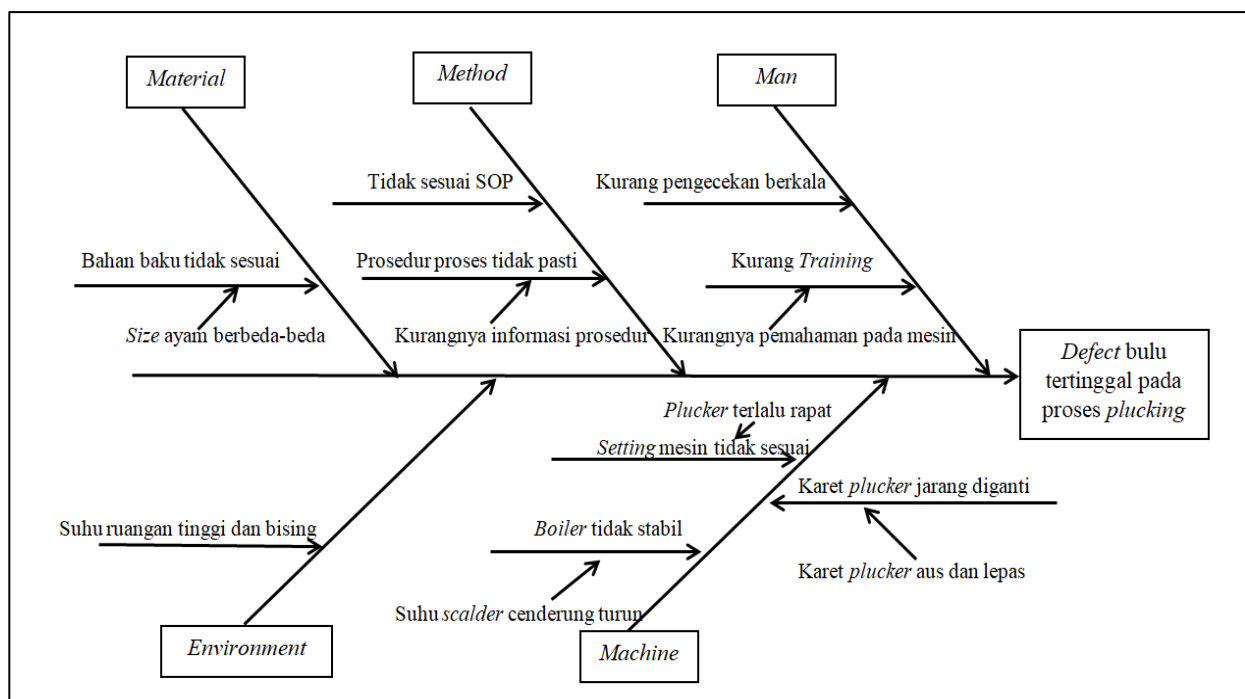 Material
Method
Man
Tidak sesuai SOP
Kurang pengecekan berkala
Bahan baku tidak sesuai
Prosedur proses tidak pasti
Kurang Training
Size ayam berbeda-beda
Kurangnya informasi prosedur
Kurangnya pemahaman pada mesin
Defect bulu
tertinggal pada
proses plucking
Plucker terlalu rapat
Setting mesin tidak sesuai
Karet plucker jarang diganti
Suhu ruangan tinggi dan bising
Boiler tidak stabil
Karet plucker aus dan lepas
Suhu scalder cenderung turun
Environment
Machine